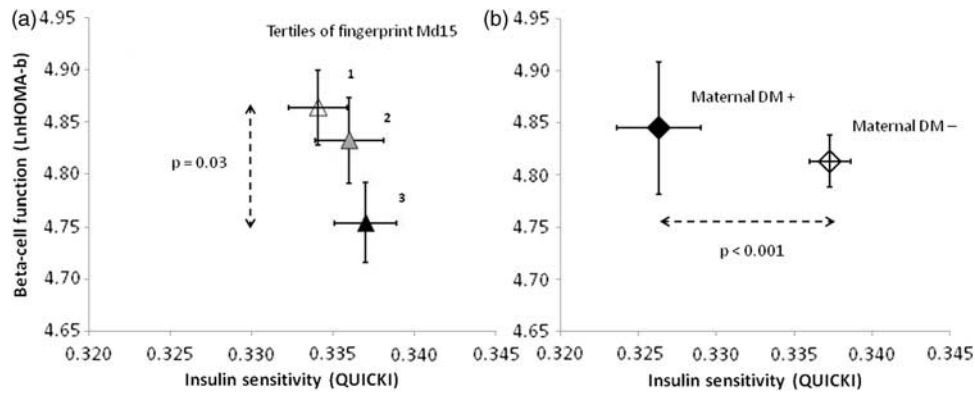 (a)
4.95
4.90
4.85
4.80
4.75
4.70
4.65
Beta-cell function (LnHOMA-b)
Tertiles of fingerprint Md15
1
2
3
p = 0.03
0.320
0.325
0.330
0.335
0.340
0.345
Insulin sensitivity (QUICKI)
(b)
4.95
4.90
4.85
4.80
4.75
4.70
4.65
Maternal DM +
Maternal DM −
p < 0.001
0.320
0.325
0.330
0.335
0.340
0.345
Insulin sensitivity (QUICKI)